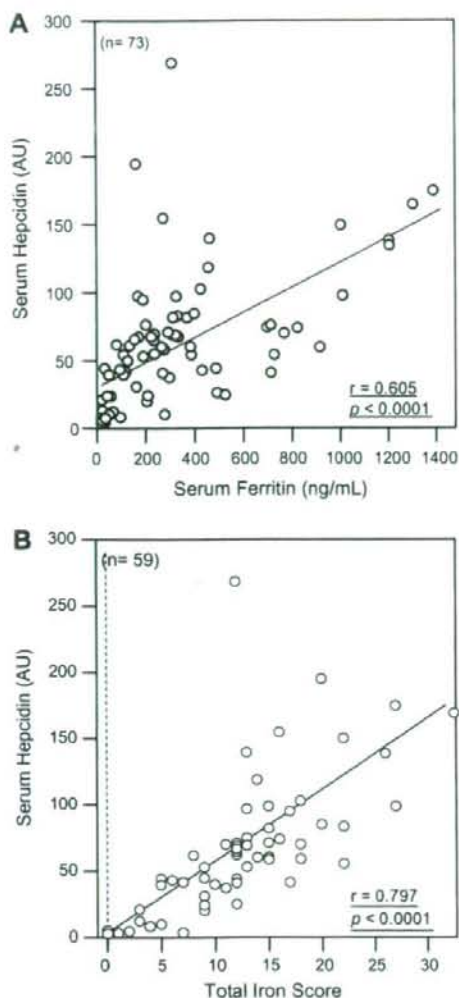 A
(n= 73)
300
250
200
150
100
50
0
Serum Hepcidin (AU)
r = 0.605
p < 0.0001
0 200 400 600 800 1000 1200 1400
Serum Ferritin (ng/mL)
B
(n= 59)
300
250
200
150
100
50
0
Serum Hepcidin (AU)
r = 0.797
p < 0.0001
0 5 10 15 20 25 30
Total Iron Score